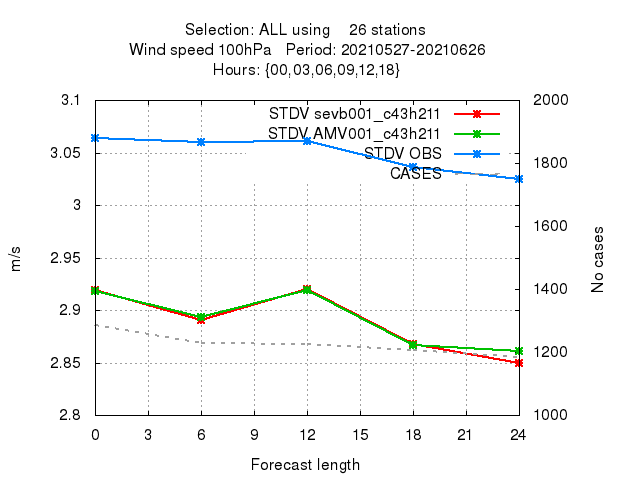 Selection: ALL using 26 stations
Wind speed 100hPa Period: 20210527-20210626
Hours: {00,03,06,09,12,18}
3.1 2000
STDV sevb001_c43h211
STDV AMV001_c43h211
3.05 STDV OBS 1800
CASES
3 1600
2.95
m/s No cases
2.9 1400
2.85 1200
2.8 1000
0 3 6 9 12 15 18 21 24
Forecast length